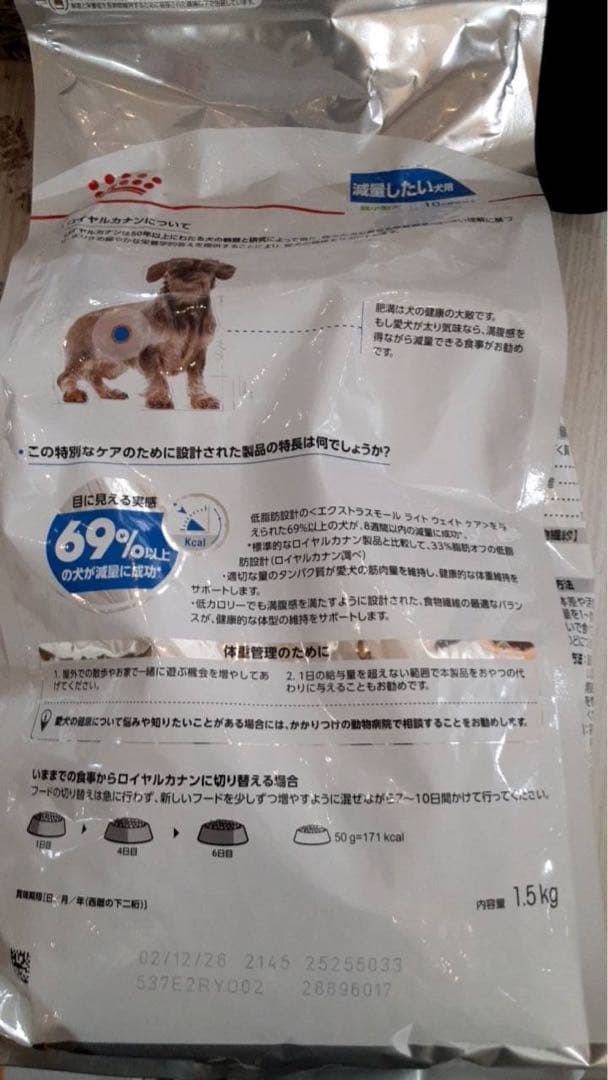 減量したい犬用
ロイヤルカナンについて
肥満は犬の健康の大敵です。
もし愛犬が太り気味なら、満腹感を
得ながら減量できる食事がお勧め
です。
・この特別なケアのために設計された製品の特長は何でしょうか?
目に見える実感
69%以上
の犬が減量に成功*
Kcal
低脂肪設計の<エクストラスモール ライト ウェイト ケア>を与
えられた69%以上の犬が、8週間以内の減量に成功*。
*標準的なロイヤルカナン製品と比較して、33%脂肪オフの低脂
肪設計(ロイヤルカナン調べ)
・適切な量のタンパク質が愛犬の筋肉量を維持し、健康的な体重維持を
サポートします。
・低カロリーでも満腹感を満たすように設計された、食物繊維の最適なバラン
スが、健康的な体型の維持をサポートします。
体重管理のために
1. 屋外での散歩やお家で一緒に遊ぶ機会を増やしてあ
げてください。
2. 1日の給与量を超えない範囲で本製品をおやつの代
わりに与えることもお勧めです。
愛犬の健康について悩みや知りたいことがある場合には、かかりつけの動物病院で相談することをお勧めします。
いままでの食事からロイヤルカナンに切り替える場合
フードの切り替えは急に行わず、新しいフードを少しずつ増やすように混ぜながら7〜10日間かけて行ってください。
1日目
4日目
6日目
50 g=171 kcal
賞味期限[日/月/年(西暦の下二桁)]
内容量 1.5 kg
02/12/26 2145 25255033
537E2RY002 28896017